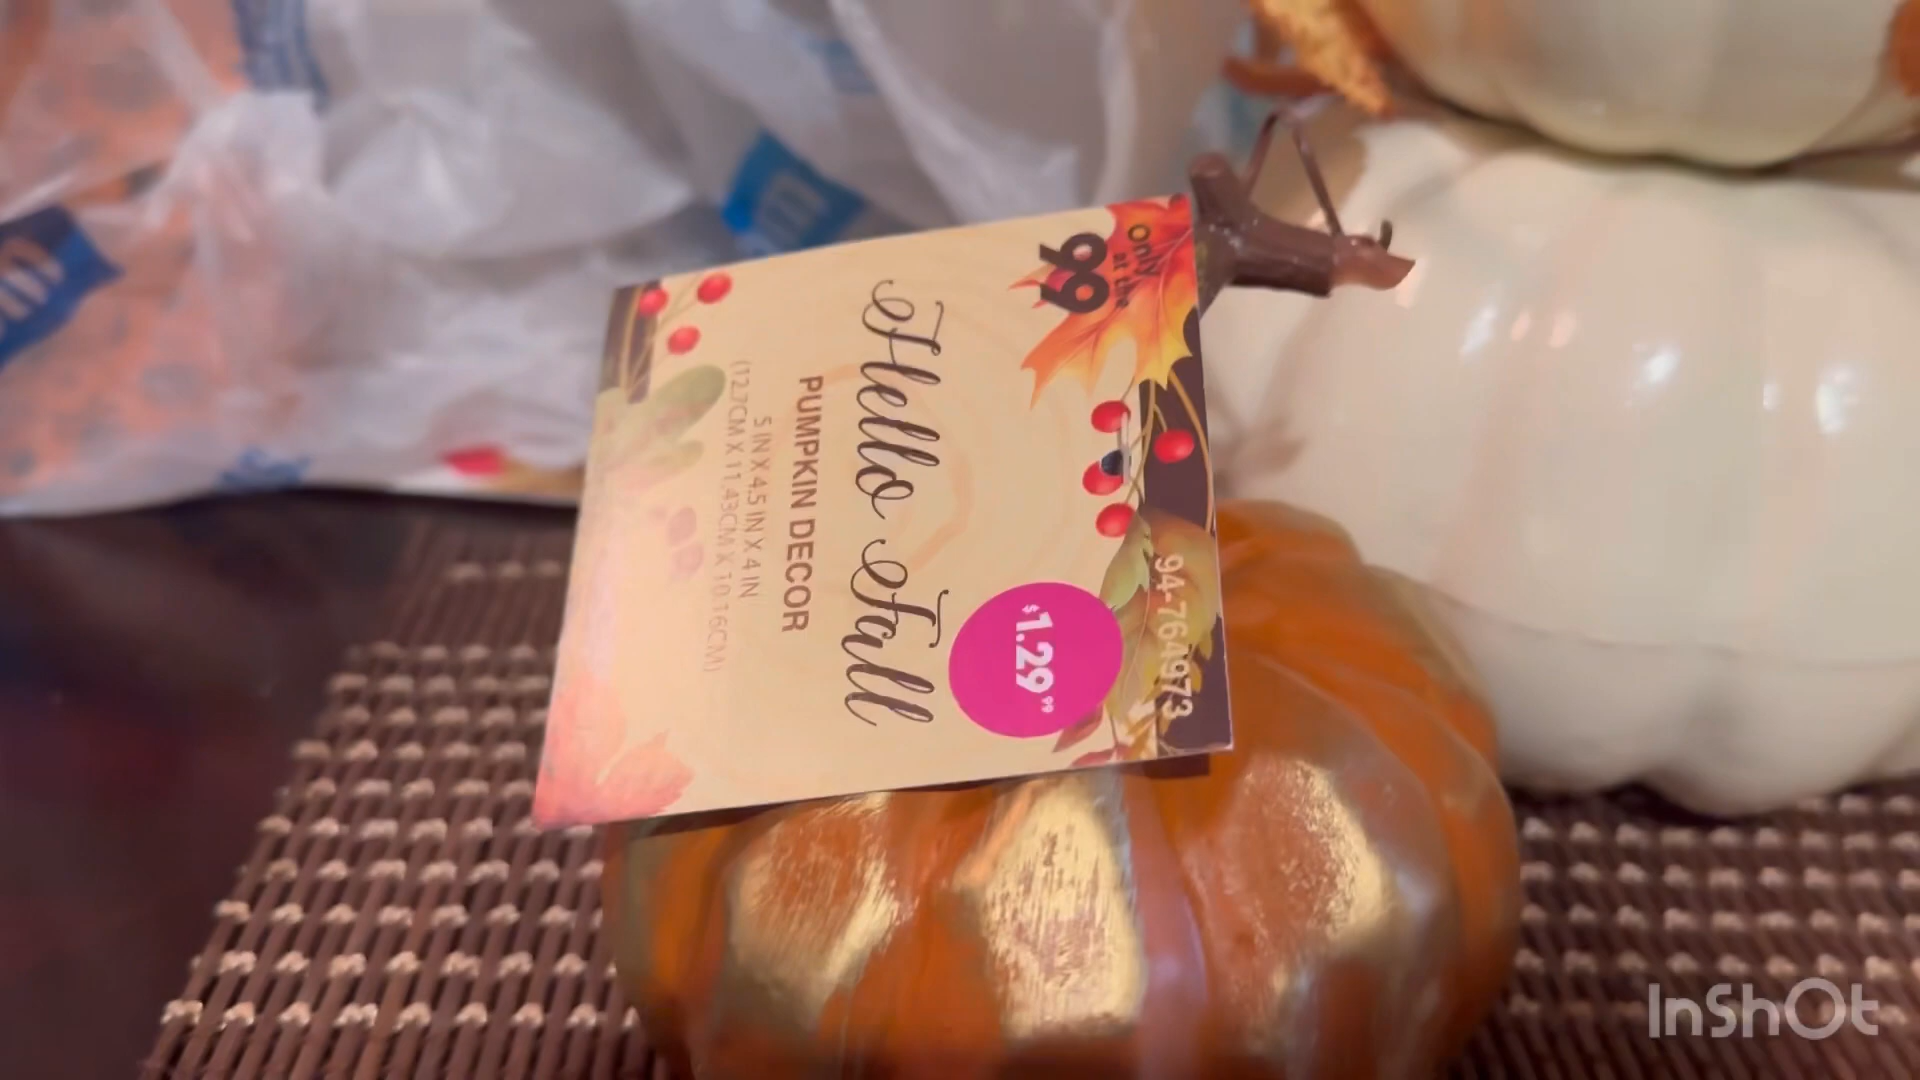 only
at the
99
94-764973
$1.29 99
Hello Fall
PUMPKIN DECOR
5 IN X 4.5 IN X 4 IN
(12.7CM X 11.43CM X 10.16CM)
InShOt